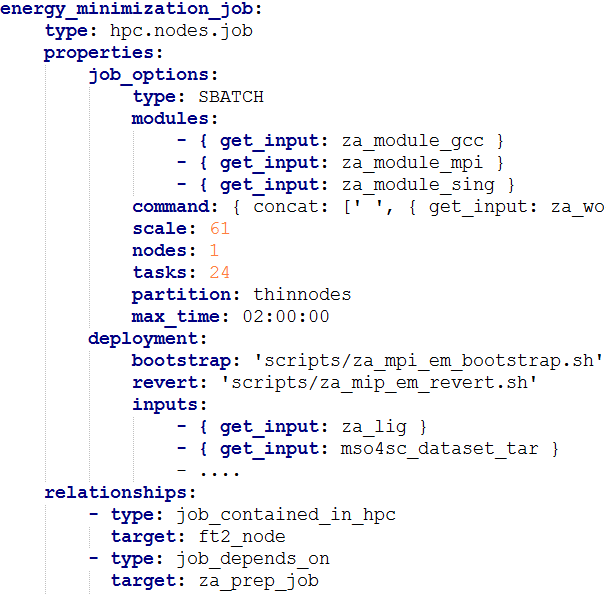 energy_minimization_job:
    type: hpc.nodes.job
    properties:
        job_options:
            type: SBATCH
            modules:
                - { get_input: za_module_gcc }
                - { get_input: za_module_mpi }
                - { get_input: za_module_sing }
            command: { concat: [' ', { get_input: za_wo
            scale: 61
            nodes: 1
            tasks: 24
            partition: thinnodes
            max_time: 02:00:00
        deployment:
            bootstrap: 'scripts/za_mpi_em_bootstrap.sh'
            revert: 'scripts/za_mip_em_revert.sh'
            inputs:
                - { get_input: za_lig }
                - { get_input: mso4sc_dataset_tar }
                - ....
    relationships:
        - type: job_contained_in_hpc
          target: ft2_node
        - type: job_depends_on
          target: za_prep_job